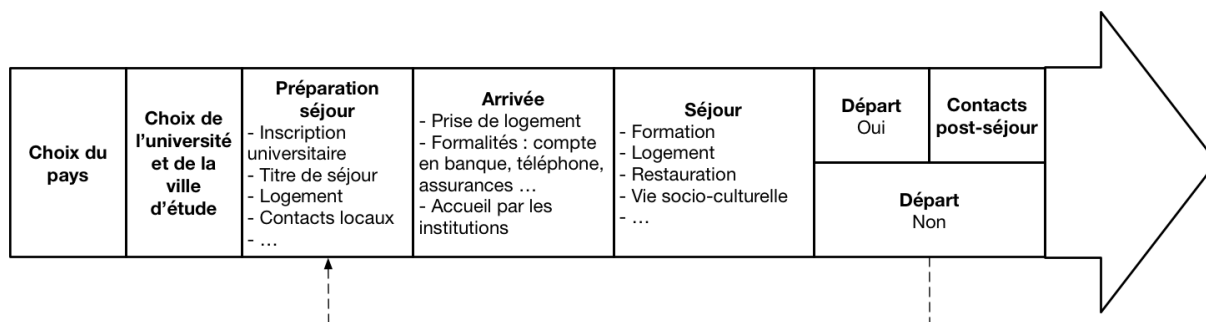 Choix du
pays
Choix de
l'université
et de la
ville
d'étude
Préparation
séjour
- Inscription
universitaire
- Titre de séjour
- Logement
- Contacts locaux
- …
Arrivée
- Prise de logement
- Formalités : compte
en banque, téléphone,
assurances …
- Accueil par les
institutions
Séjour
- Formation
- Logement
- Restauration
- Vie socio-culturelle
- …
Départ
Oui
Contacts
post-séjour
Départ
Non